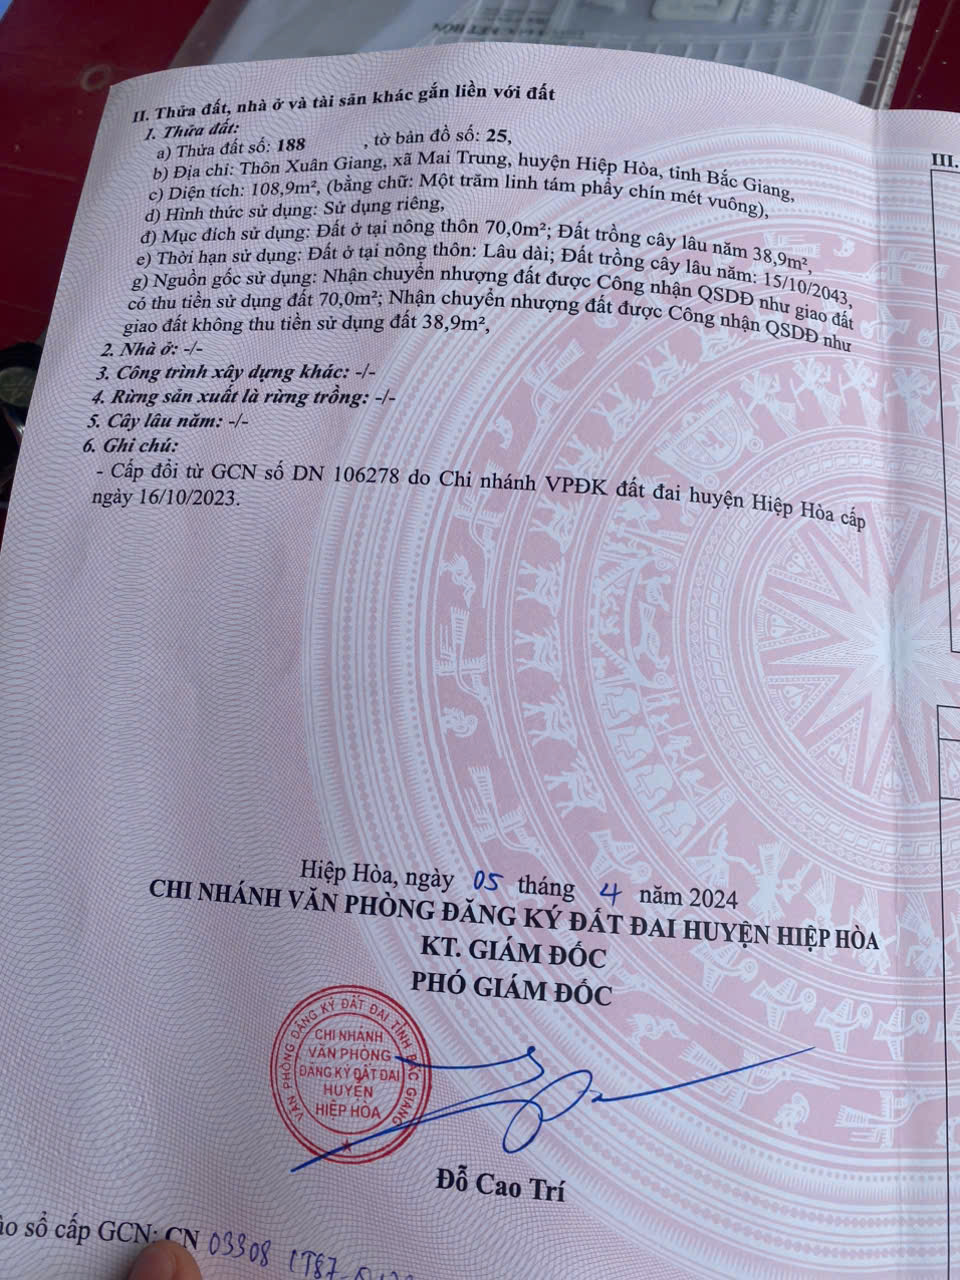 II. Thửa đất, nhà ở và tài sản khác gắn liền với đất
1. Thửa đất:
a) Thửa đất số: 188 , tờ bản đồ số: 25,
b) Địa chỉ: Thôn Xuân Giang, xã Mai Trung, huyện Hiệp Hòa, tỉnh Bắc Giang,
c) Diện tích: 108,9m², (bằng chữ: Một trăm linh tám phẩy chín mét vuông),
d) Hình thức sử dụng: Sử dụng riêng,
đ) Mục đích sử dụng: Đất ở tại nông thôn 70,0m²; Đất trồng cây lâu năm 38,9m²,
e) Thời hạn sử dụng: Đất ở tại nông thôn: Lâu dài; Đất trồng cây lâu năm: 15/10/2043,
g) Nguồn gốc sử dụng: Nhận chuyển nhượng đất được Công nhận QSDĐ như giao đất
có thu tiền sử dụng đất 70,0m²; Nhận chuyển nhượng đất được Công nhận QSDĐ như
giao đất không thu tiền sử dụng đất 38,9m²,
2. Nhà ở: -/-
3. Công trình xây dựng khác: -/-
4. Rừng sản xuất là rừng trồng: -/-
5. Cây lâu năm: -/-
6. Ghi chú:
- Cấp đổi từ GCN số DN 106278 do Chi nhánh VPĐK đất đai huyện Hiệp Hòa cấp
ngày 16/10/2023.
III.
Hiệp Hòa, ngày 05 tháng 4 năm 2024
CHI NHÁNH VĂN PHÒNG ĐĂNG KÝ ĐẤT ĐAI HUYỆN HIỆP HÒA
KT. GIÁM ĐỐC
PHÓ GIÁM ĐỐC
VĂN PHÒNG ĐĂNG KÝ ĐẤT ĐAI TỈNH BẮC GIANG
CHI NHÁNH
VĂN PHÒNG
ĐĂNG KÝ ĐẤT ĐAI
HUYỆN
HIỆP HÒA
Đỗ Cao Trí
sổ cấp GCN: CN 03308